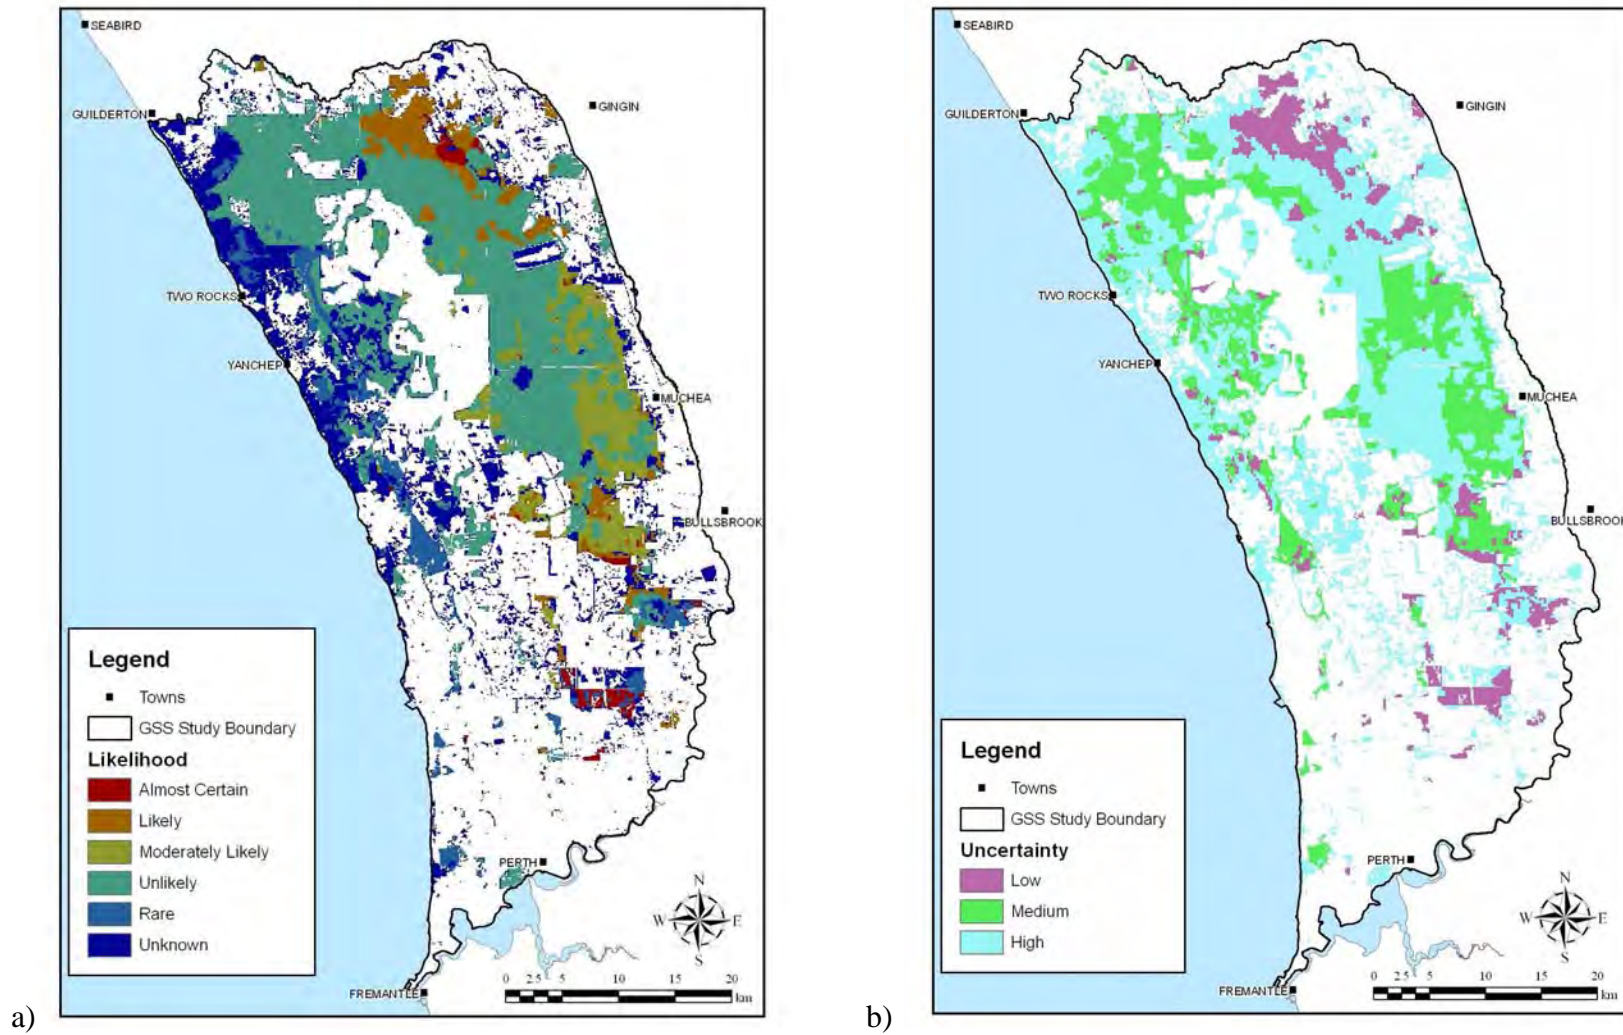 SEABIRD
GUILDERTON
GINGIN
TWO ROCKS
YANCHEP
MUCHEA
BULLSBROOK
Legend
Towns
GSS Study Boundary
Likelihood
Almost Certain
Likely
Moderately Likely
Unlikely
Rare
Unknown
PERTH
N
W E
S
0 2.5 5 10 15 20
km
FREMANTLE
a)
SEABIRD
GUILDERTON
GINGIN
TWO ROCKS
YANCHEP
MUCHEA
BULLSBROOK
Legend
Towns
GSS Study Boundary
Uncertainty
Low
Medium
High
PERTH
N
W E
S
0 2.5 5 10 15 20
km
FREMANTLE
b)